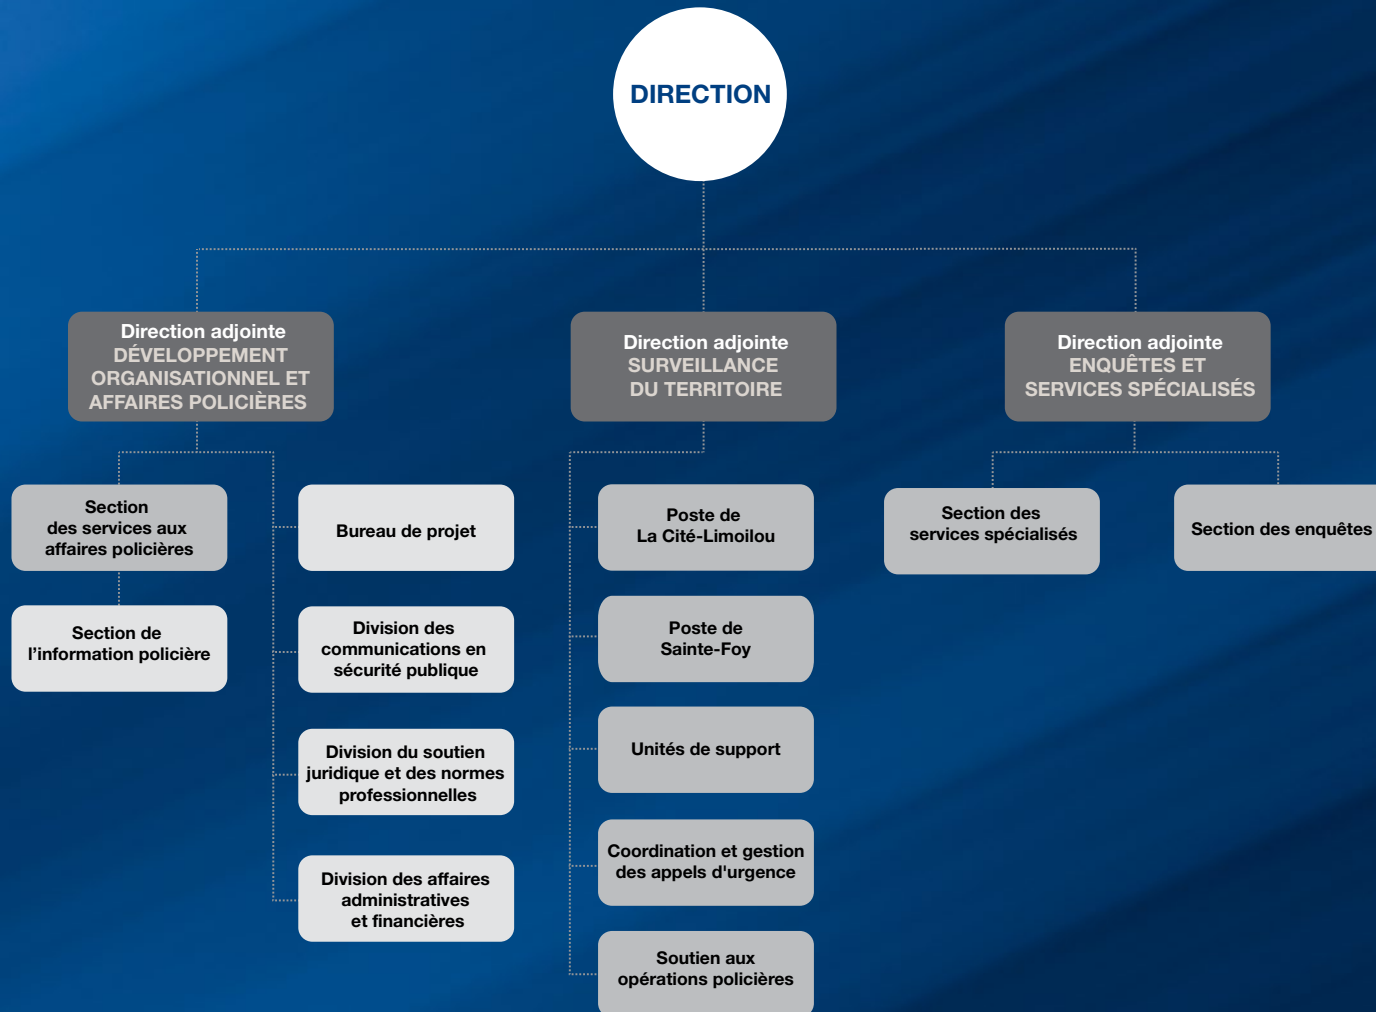 DIRECTION
Direction adjointe
DÉVELOPPEMENT
ORGANISATIONNEL ET
AFFAIRES POLICIÈRES
Direction adjointe
SURVEILLANCE
DU TERRITOIRE
Direction adjointe
ENQUÊTES ET
SERVICES SPÉCIALISÉS
Section
des services aux
affaires policières
Section de
l'information policière
Bureau de projet
Division des
communications en
sécurité publique
Division du soutien
juridique et des normes
professionnelles
Division des affaires
administratives
et financières
Poste de
La Cité-Limoilou
Poste de
Sainte-Foy
Unités de support
Coordination et gestion
des appels d'urgence
Soutien aux
opérations policières
Section des
services spécialisés
Section des enquêtes